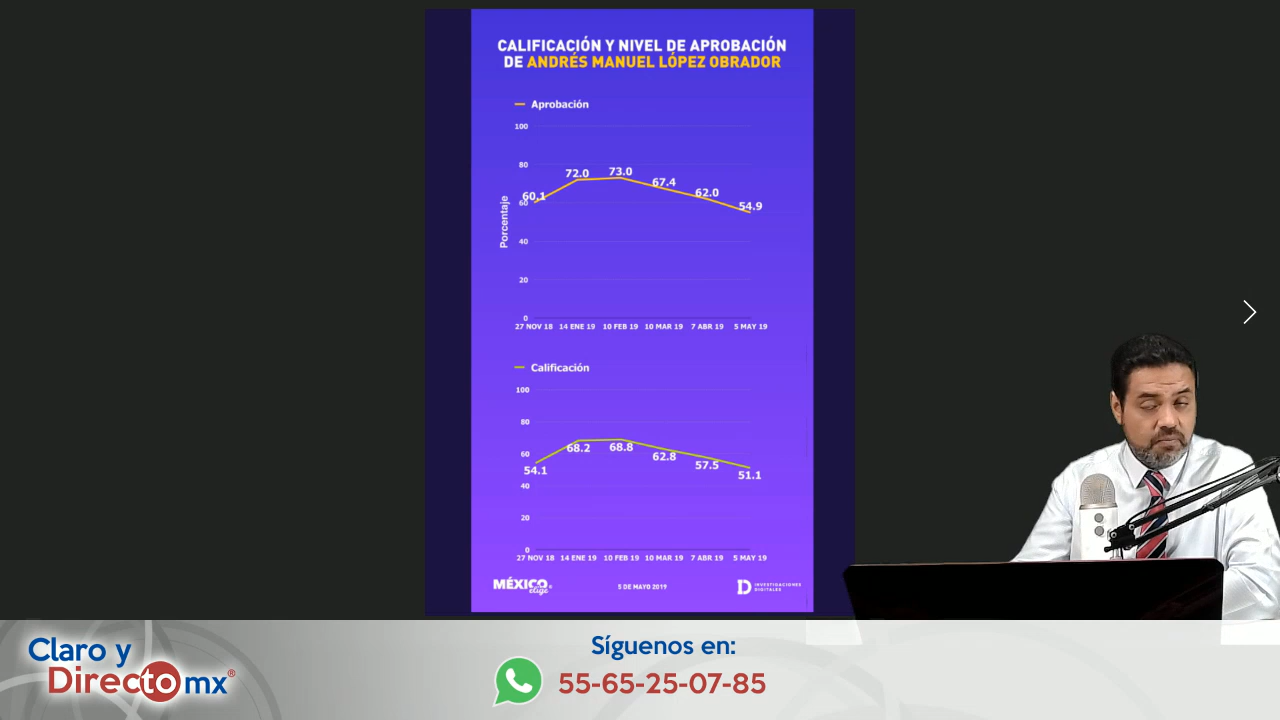 CALIFICACIÓN Y NIVEL DE APROBACIÓN
DE ANDRÉS MANUEL LÓPEZ OBRADOR
Aprobación
100
80
60
40
20
0
Porcentaje
60.1
72.0
73.0
67.4
62.0
54.9
27 NOV 18
14 ENE 19
10 FEB 19
10 MAR 19
7 ABR 19
5 MAY 19
Calificación
100
80
60
40
20
0
54.1
68.2
68.8
62.8
57.5
51.1
27 NOV 18
14 ENE 19
10 FEB 19
10 MAR 19
7 ABR 19
5 MAY 19
MÉXICO
elige
5 DE MAYO 2019
INVESTIGACIONES
DIGITALES
Claro y
Directo mx®
Síguenos en:
55-65-25-07-85